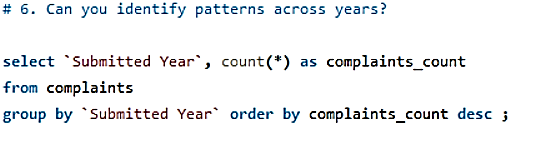 # 6. Can you identify patterns across years?
select `Submitted Year`, count(*) as complaints_count
from complaints
group by `Submitted Year` order by complaints_count desc ;